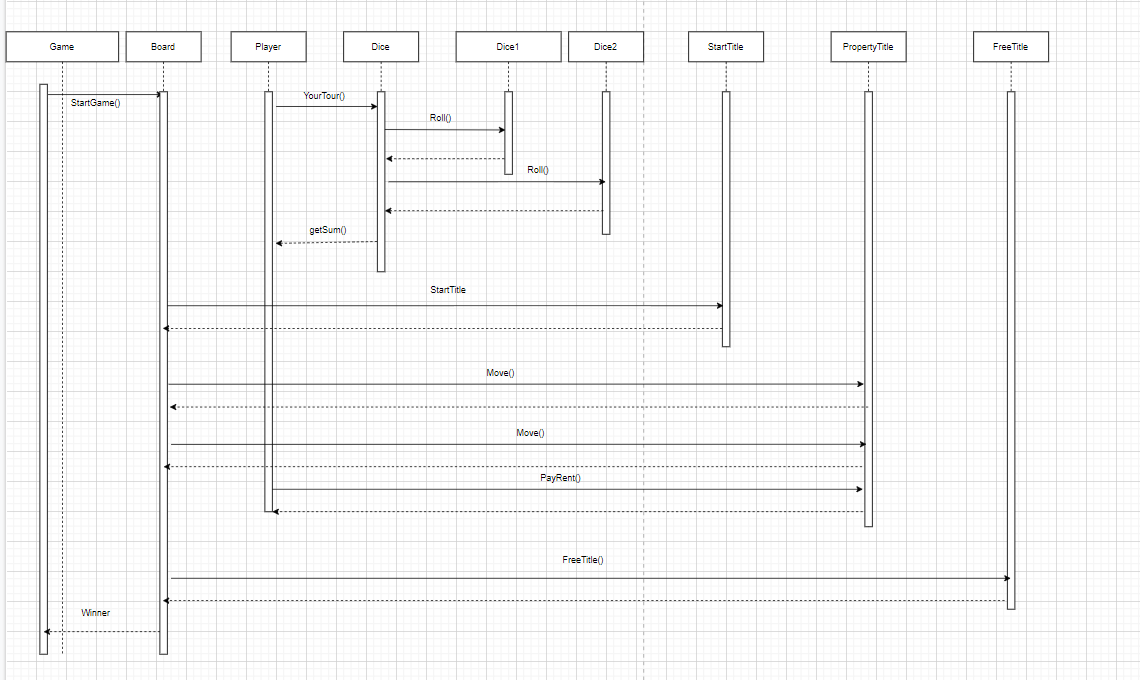 Game
Board
Player
Dice
Dice1
Dice2
StartTitle
PropertyTitle
FreeTitle
StartGame()
YourTour()
Roll()
Roll()
getSum()
StartTitle
Move()
Move()
PayRent()
FreeTitle()
Winner